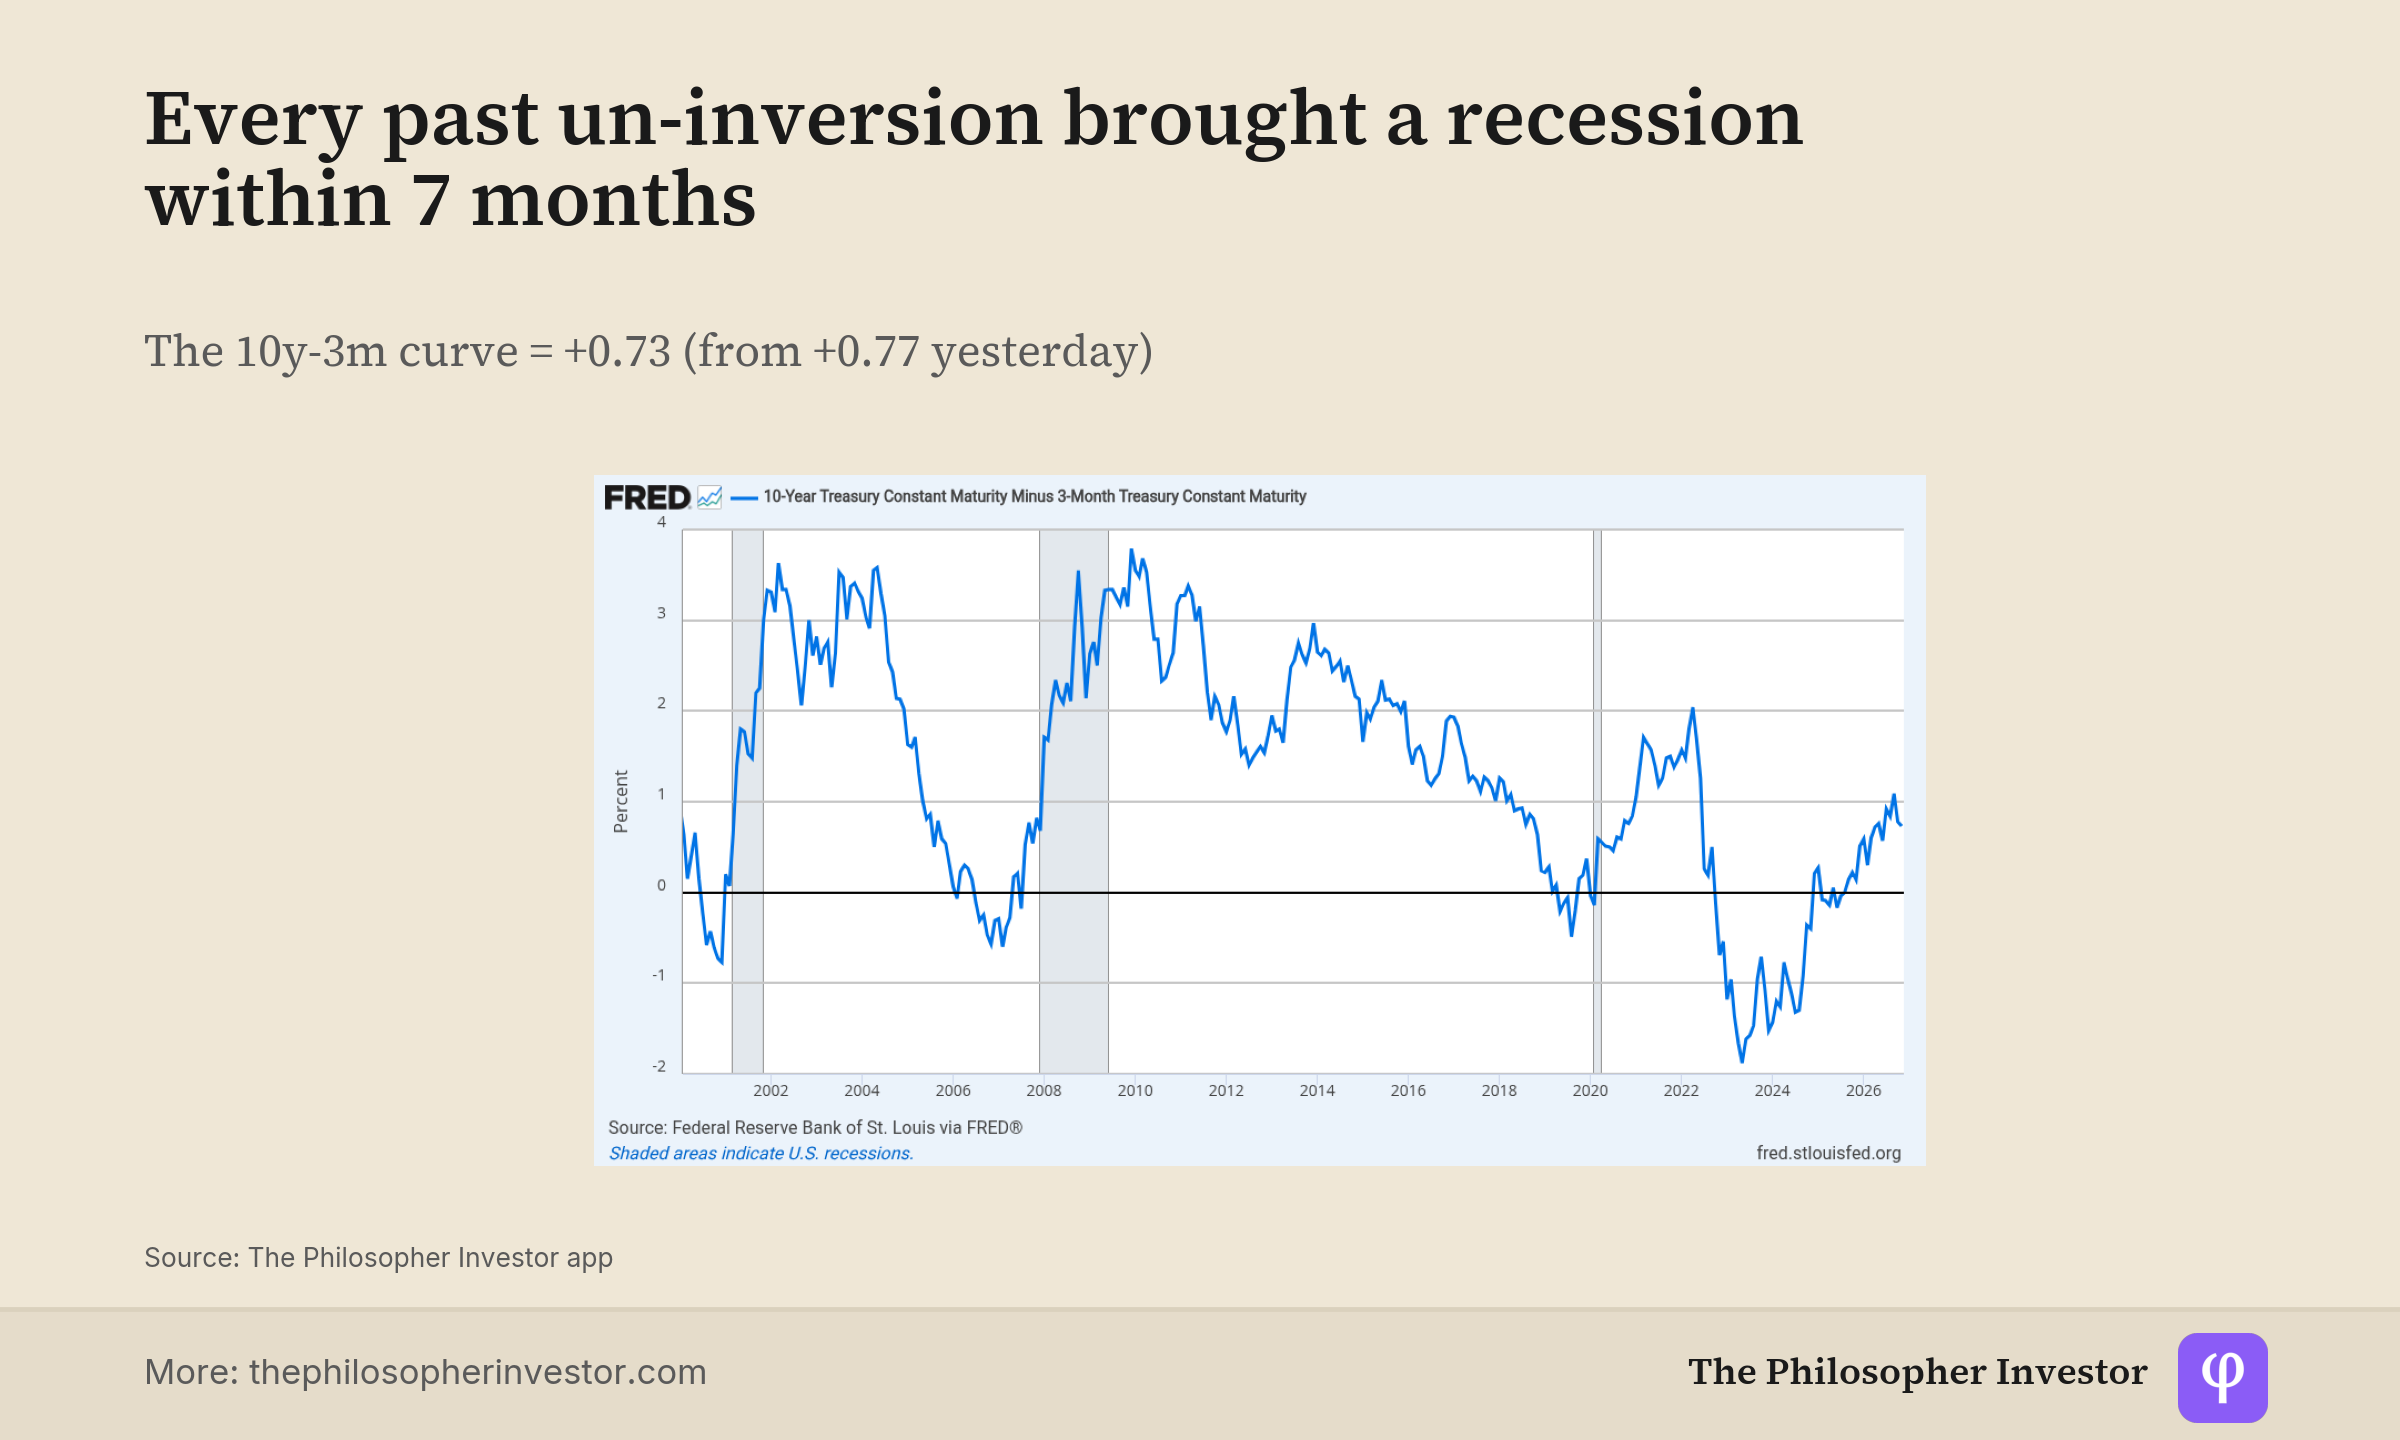 Every past un-inversion brought a recession
within 7 months
The 10y-3m curve = +0.73 (from +0.77 yesterday)
FRED 10-Year Treasury Constant Maturity Minus 3-Month Treasury Constant Maturity
4
3
2
1
0
-1
-2
Percent
2002 2004 2006 2008 2010 2012 2014 2016 2018 2020 2022 2024 2026
Source: Federal Reserve Bank of St. Louis via FRED®
Shaded areas indicate U.S. recessions. fred.stlouisfed.org
Source: The Philosopher Investor app
More: thephilosopherinvestor.com
The Philosopher Investor φ